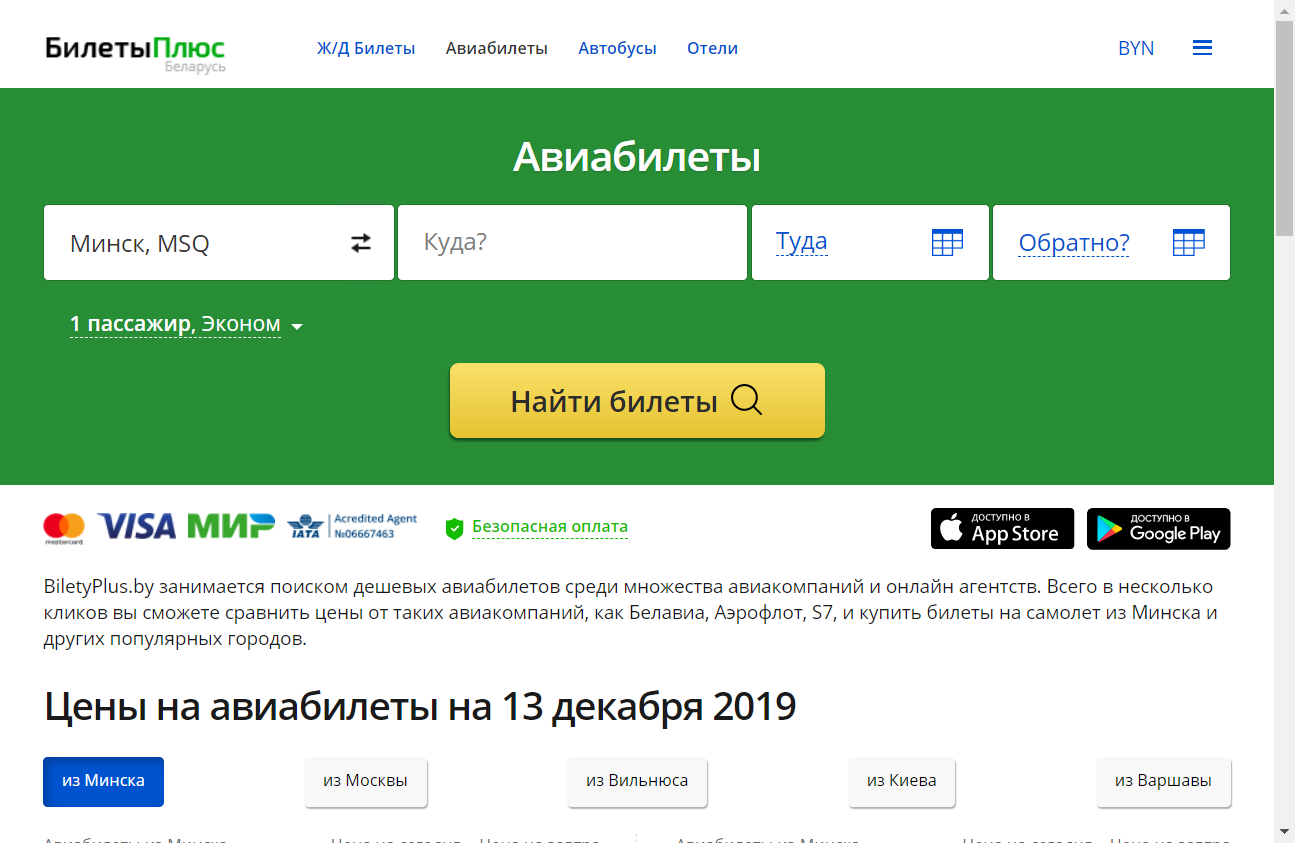 БилетыПлюс
Беларусь
Ж/Д Билеты Авиабилеты Автобусы Отели BYN
Авиабилеты
Минск, MSQ Куда? Туда Обратно?
1 пассажир, Эконом
Найти билеты
mastercard VISA МИР IATA Accredited Agent
№06667463
Безопасная оплата
ДОСТУПНО В
App Store
ДОСТУПНО В
Google Play
BiletyPlus.by занимается поиском дешевых авиабилетов среди множества авиакомпаний и онлайн агентств. Всего в несколько
кликов вы сможете сравнить цены от таких авиакомпаний, как Белавиа, Аэрофлот, S7, и купить билеты на самолет из Минска и
других популярных городов.
Цены на авиабилеты на 13 декабря 2019
из Минска из Москвы из Вильнюса из Киева из Варшавы